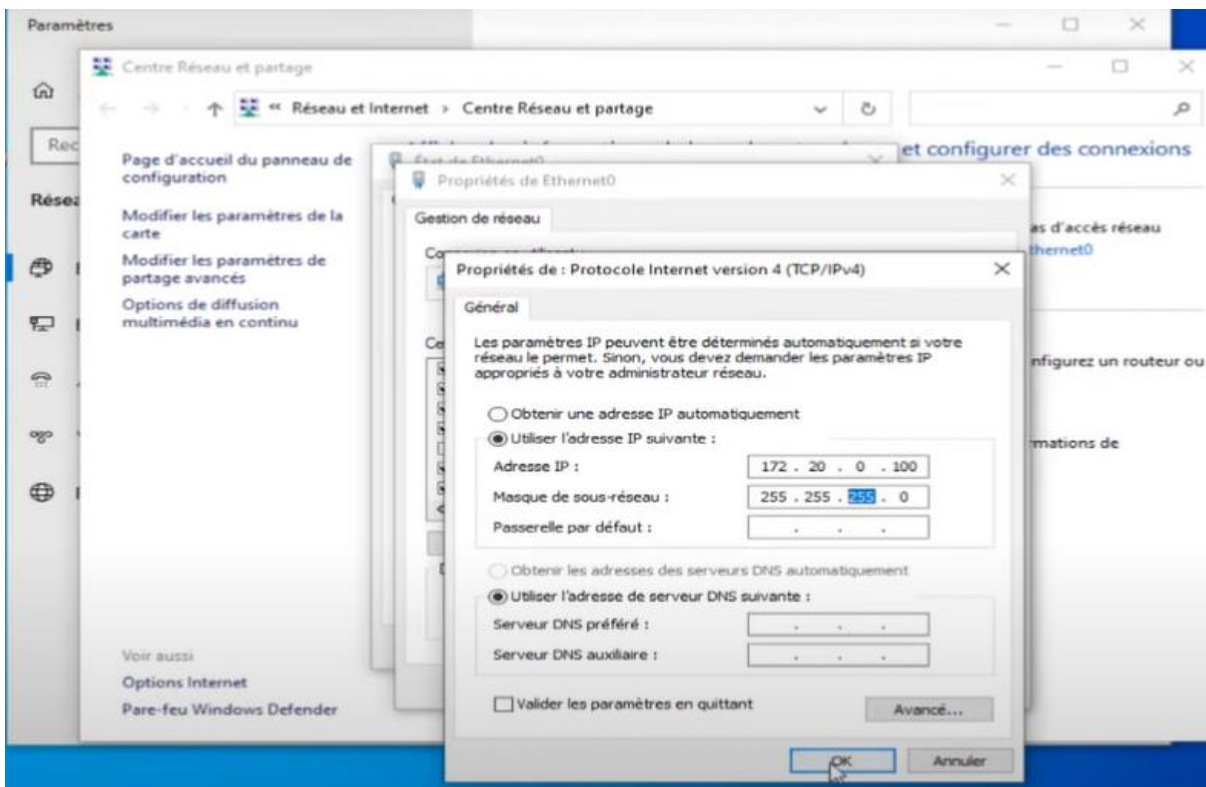 Paramètres
Centre Réseau et partage
« Réseau et Internet › Centre Réseau et partage
Rec
Page d'accueil du panneau de
configuration
Résea
Modifier les paramètres de la
carte
Modifier les paramètres de
partage avancés
Options de diffusion
multimédia en continu
Voir aussi
Options Internet
Pare-feu Windows Defender
et configurer des connexions
État de Ethernet0
Propriétés de Ethernet0
Gestion de réseau
as d'accès réseau
thernet0
nfigurez un routeur ou
rmations de
Propriétés de : Protocole Internet version 4 (TCP/IPv4)
Général
Les paramètres IP peuvent être déterminés automatiquement si votre
réseau le permet. Sinon, vous devez demander les paramètres IP
appropriés à votre administrateur réseau.
Obtenir une adresse IP automatiquement
Utiliser l'adresse IP suivante :
Adresse IP : 172 . 20 . 0 . 100
Masque de sous-réseau : 255 . 255 . 255 . 0
Passerelle par défaut : . . .
Obtenir les adresses des serveurs DNS automatiquement
Utiliser l'adresse de serveur DNS suivante :
Serveur DNS préféré : . . .
Serveur DNS auxiliaire : . . .
Valider les paramètres en quittant
Avancé...
OK Annuler